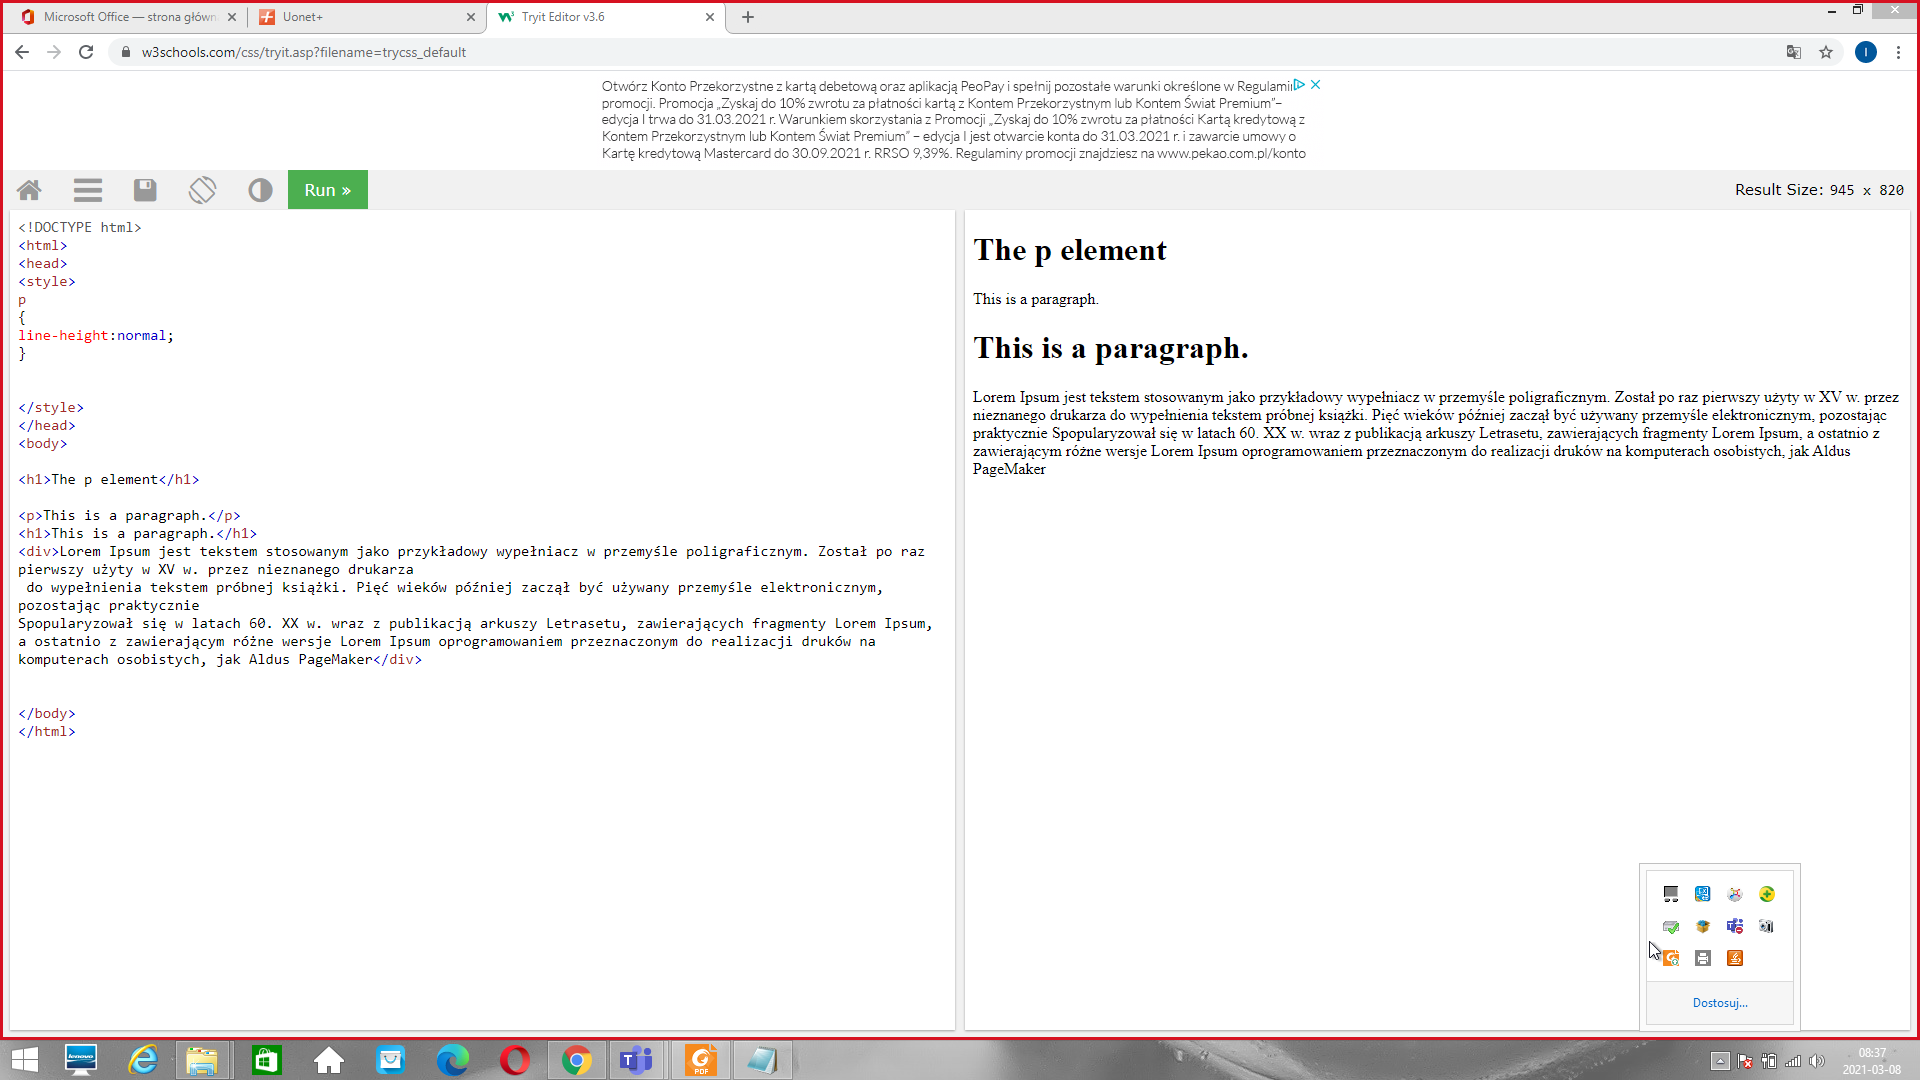 Microsoft Office — strona główn
Uonet+
Tryit Editor v3.6
w3schools.com/css/tryit.asp?filename=trycss_default
Otwórz Konto Przekorzystne z kartą debetową oraz aplikacją PeoPay i spełnij pozostałe warunki określone w Regulamii
promocji. Promocja „Zyskaj do 10% zwrotu za płatności kartą z Kontem Przekorzystnym lub Kontem Świat Premium”–
edycja I trwa do 31.03.2021 r. Warunkiem skorzystania z Promocji „Zyskaj do 10% zwrotu za płatności Kartą kredytową z
Kontem Przekorzystnym lub Kontem Świat Premium” – edycja I jest otwarcie konta do 31.03.2021 r. i zawarcie umowy o
Kartę kredytową Mastercard do 30.09.2021 r. RRSO 9,39%. Regulaminy promocji znajdziesz na www.pekao.com.pl/konto
Run »
Result Size: 945 x 820
<!DOCTYPE html>
<html>
<head>
<style>
p
{
line-height:normal;
}
</style>
</head>
<body>
<h1>The p element</h1>
<p>This is a paragraph.</p>
<h1>This is a paragraph.</h1>
<div>Lorem Ipsum jest tekstem stosowanym jako przykładowy wypełniacz w przemyśle poligraficznym. Został po raz
pierwszy użyty w XV w. przez nieznanego drukarza
do wypełnienia tekstem próbnej książki. Pięć wieków później zaczął być używany przemyśle elektronicznym,
pozostając praktycznie
Spopularyzował się w latach 60. XX w. wraz z publikacją arkuszy Letrasetu, zawierających fragmenty Lorem Ipsum,
a ostatnio z zawierającym różne wersje Lorem Ipsum oprogramowaniem przeznaczonym do realizacji druków na
komputerach osobistych, jak Aldus PageMaker</div>
</body>
</html>
The p element
This is a paragraph.
This is a paragraph.
Lorem Ipsum jest tekstem stosowanym jako przykładowy wypełniacz w przemyśle poligraficznym. Został po raz pierwszy użyty w XV w. przez
nieznanego drukarza do wypełnienia tekstem próbnej książki. Pięć wieków później zaczął być używany przemyśle elektronicznym, pozostając
praktycznie Spopularyzował się w latach 60. XX w. wraz z publikacją arkuszy Letrasetu, zawierających fragmenty Lorem Ipsum, a ostatnio z
zawierającym różne wersje Lorem Ipsum oprogramowaniem przeznaczonym do realizacji druków na komputerach osobistych, jak Aldus
PageMaker
Dostosuj...
lenovo
PDF
08:37
2021-03-08